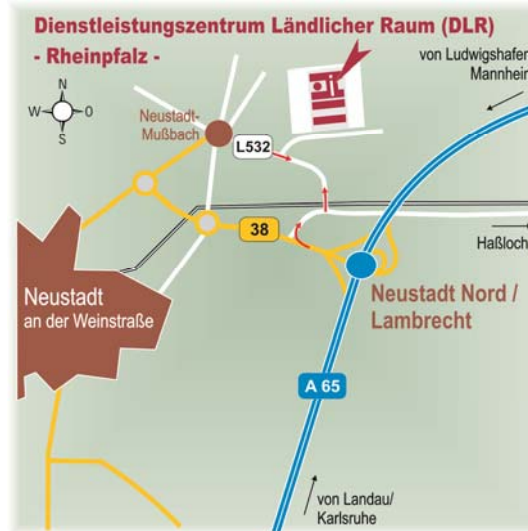 Dienstleistungszentrum Ländlicher Raum (DLR)
- Rheinpfalz -
von Ludwigshafen
Mannheim
N
W
O
S
Neustadt-
Mußbach
L532
38
Haßloch
Neustadt
an der Weinstraße
Neustadt Nord /
Lambrecht
A 65
von Landau/
Karlsruhe